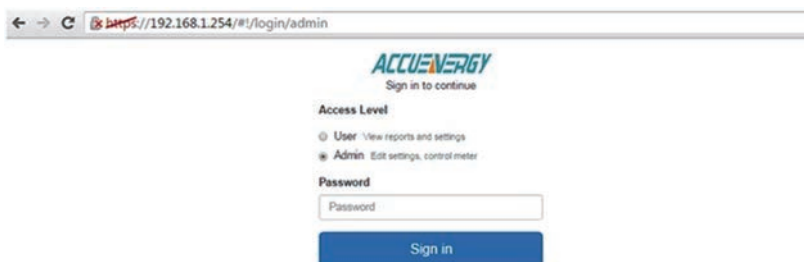 https://192.168.1.254/#!/login/admin
ACCUENERGY
Sign in to continue
Access Level
User View reports and settings
Admin Edit settings, control meter
Password
Password
Sign in